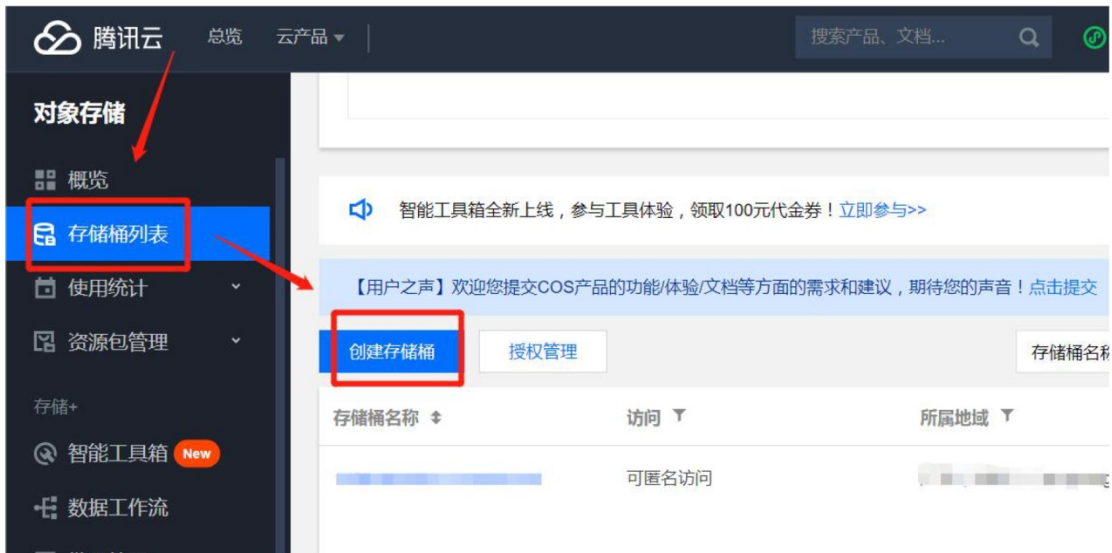 腾讯云 总览 云产品 搜索产品、文档...
对象存储
概览
存储桶列表
使用统计
资源包管理
存储+
智能工具箱 New
数据工作流
智能工具箱全新上线，参与工具体验，领取100元代金券！立即参与>>
【用户之声】欢迎您提交COS产品的功能/体验/文档等方面的需求和建议，期待您的声音！点击提交
创建存储桶 授权管理 存储桶名称
存储桶名称 访问 所属地域
可匿名访问